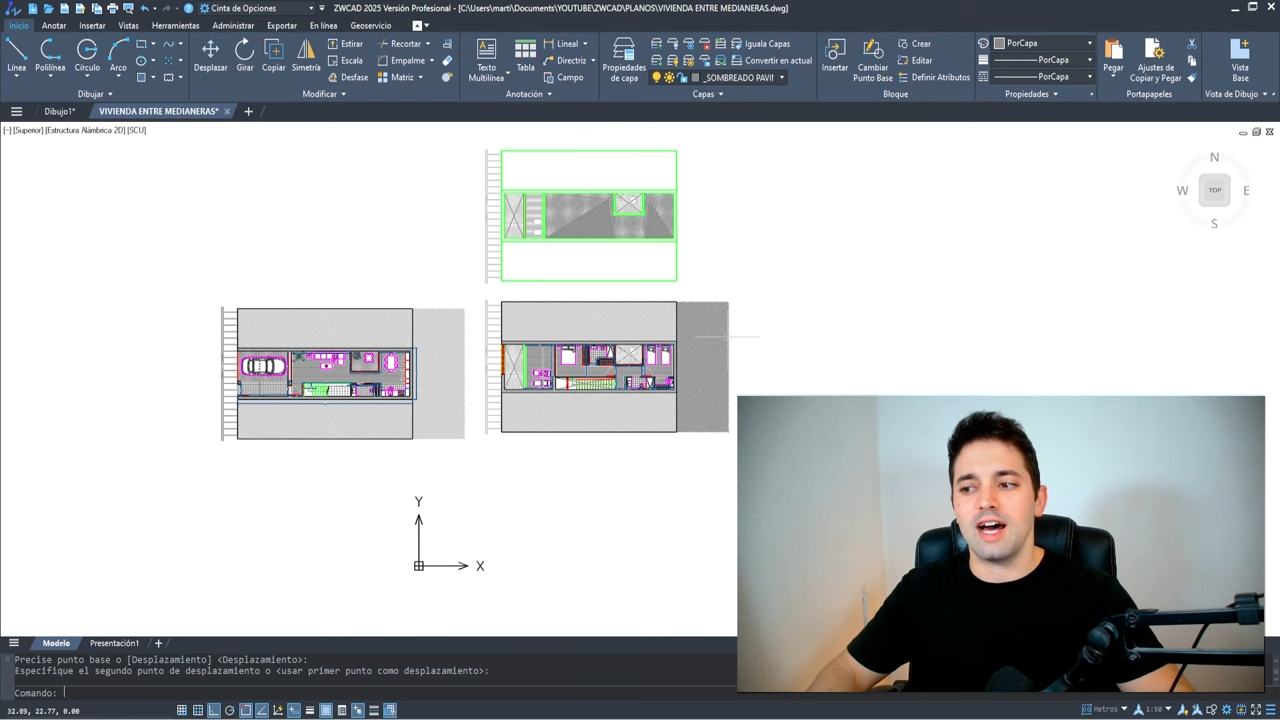 Cinta de Opciones
ZWCAD 2025 Versión Profesional - [C:\Users\marti\Documents\YOUTUBE\ZWCAD\PLANOS\VIVIENDA ENTRE MEDIANERAS.dwg]
Inicio Anotar Insertar Vistas Herramientas Administrar Exportar En línea Geoservicio
Línea Polilínea Círculo Arco
Dibujar
Desplazar Girar Copiar Simetría
Estirar Recortar
Escala Empalme
Desfase Matriz
Modificar
Texto Multilínea Tabla
Lineal
Directriz
Campo
Anotación
Propiedades de capa
Iguala Capas
Convertir en actual
_SOMBREADO PAVII
Capas
Insertar Cambiar Punto Base
Crear
Editar
Definir Atributos
Bloque
PorCapa
PorCapa
PorCapa
Propiedades
Pegar Ajustes de Copiar y Pegar
Portapapeles
Vista Base
Vista de Dibujo
Dibujo1* VIVIENDA ENTRE MEDIANERAS*
[-] [Superior] [Estructura Alámbrica 2D] [SCU]
N
W TOP E
S
Y
X
Modelo Presentación1
Precise punto base o [Desplazamiento] <Desplazamiento>:
Especifique el segundo punto de desplazamiento o <usar primer punto como desplazamiento>:
Comando:
32.09, 22.77, 0.00
Metros 1:50